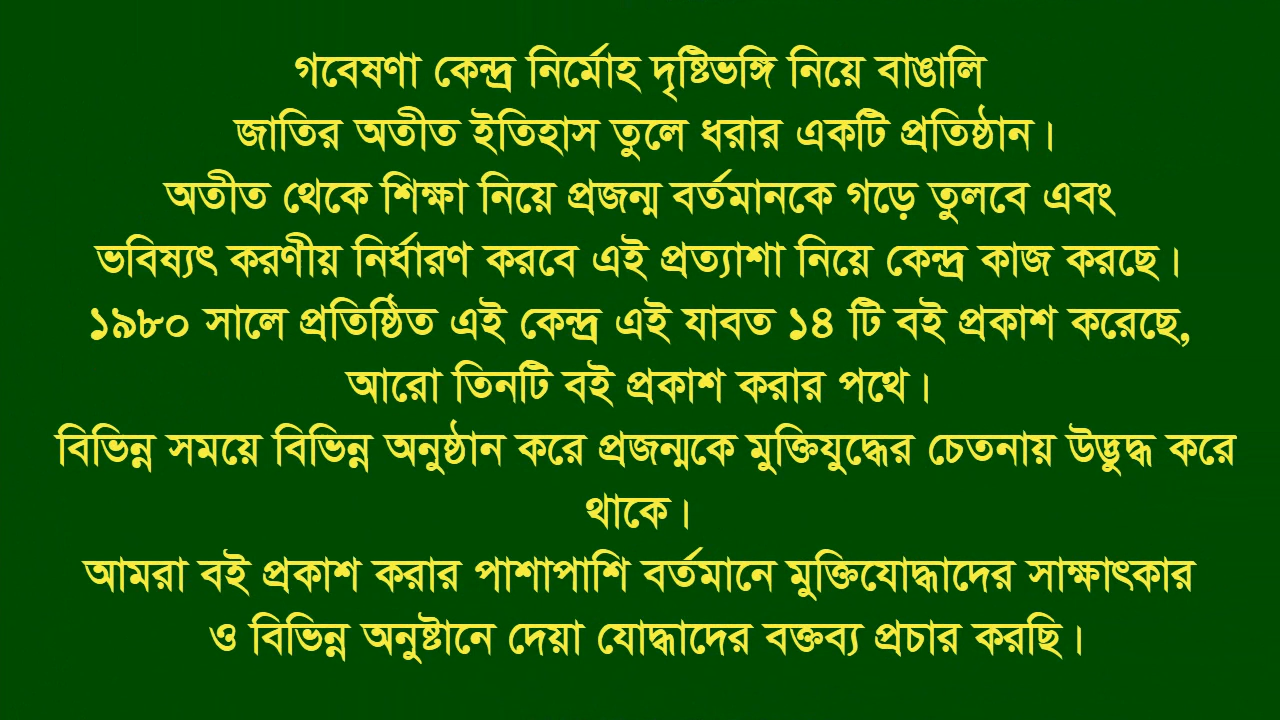 গবেষণা কেন্দ্র নির্মোহ দৃষ্টিভঙ্গি নিয়ে বাঙালি
জাতির অতীত ইতিহাস তুলে ধরার একটি প্রতিষ্ঠান।
অতীত থেকে শিক্ষা নিয়ে প্রজন্ম বর্তমানকে গড়ে তুলবে এবং
ভবিষ্যৎ করণীয় নির্ধারণ করবে এই প্রত্যাশা নিয়ে কেন্দ্র কাজ করছে।
১৯৮০ সালে প্রতিষ্ঠিত এই কেন্দ্র এই যাবত ১৪ টি বই প্রকাশ করেছে,
আরো তিনটি বই প্রকাশ করার পথে।
বিভিন্ন সময়ে বিভিন্ন অনুষ্ঠান করে প্রজন্মকে মুক্তিযুদ্ধের চেতনায় উদ্ভুদ্ধ করে
থাকে।
আমরা বই প্রকাশ করার পাশাপাশি বর্তমানে মুক্তিযোদ্ধাদের সাক্ষাৎকার
ও বিভিন্ন অনুষ্টানে দেয়া যোদ্ধাদের বক্তব্য প্রচার করছি।